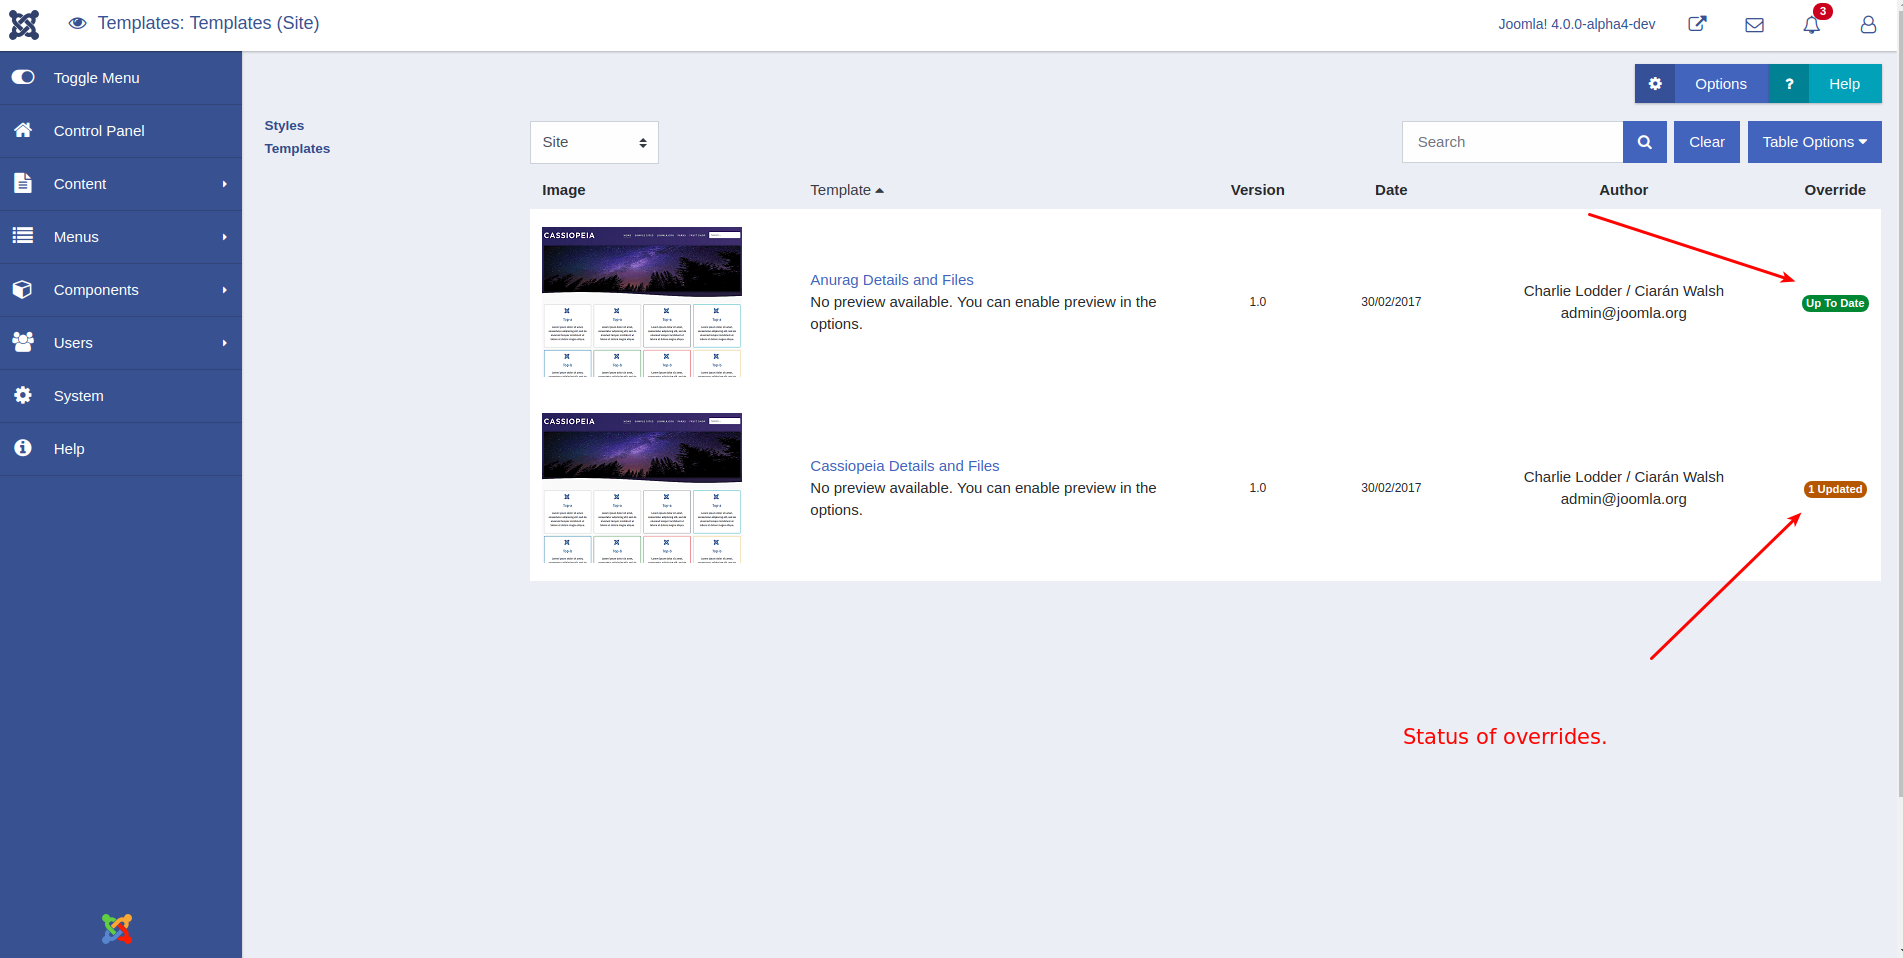 Templates: Templates (Site)
Joomla! 4.0.0-alpha4-dev
3
Toggle Menu
Control Panel
Content
Menus
Components
Users
System
Help
Options
? Help
Styles
Templates
Site
Search
Clear
Table Options
Image Template Version Date Author Override
CASSIOPEIA
Anurag Details and Files
No preview available. You can enable preview in the
options.
1.0
30/02/2017
Charlie Lodder / Ciarán Walsh
admin@joomla.org
Up To Date
CASSIOPEIA
Cassiopeia Details and Files
No preview available. You can enable preview in the
options.
1.0
30/02/2017
Charlie Lodder / Ciarán Walsh
admin@joomla.org
1 Updated
Status of overrides.